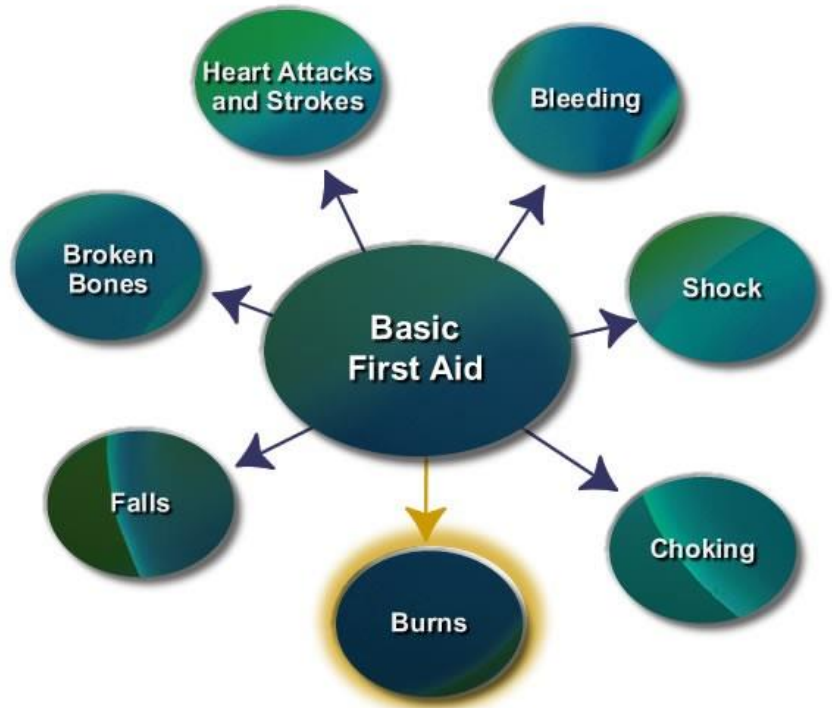 Heart Attacks
and Strokes
Bleeding
Broken
Bones
Shock
Basic
First Aid
Falls
Choking
Burns